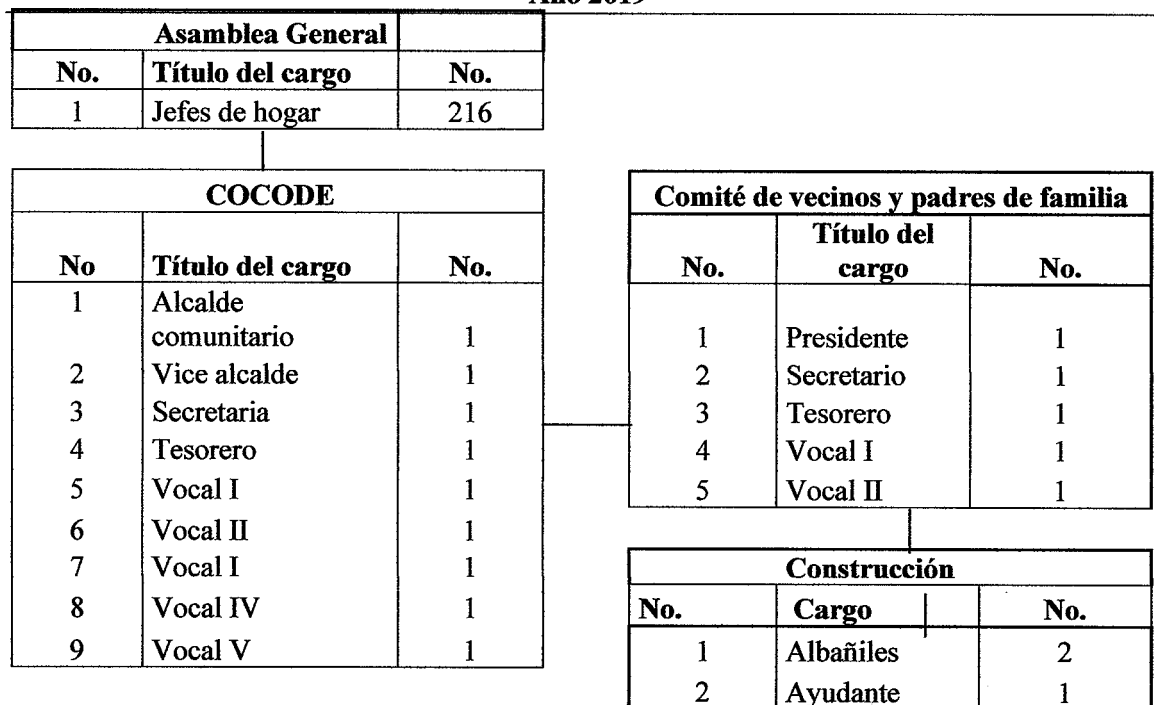 Año 2019
Asamblea General
No. Título del cargo No.
1 Jefes de hogar 216
COCODE
No Título del cargo No.
1 Alcalde
comunitario 1
2 Vice alcalde 1
3 Secretaria 1
4 Tesorero 1
5 Vocal I 1
6 Vocal II 1
7 Vocal I 1
8 Vocal IV 1
9 Vocal V 1
Comité de vecinos y padres de familia
Título del
No. cargo No.
1 Presidente 1
2 Secretario 1
3 Tesorero 1
4 Vocal I 1
5 Vocal II 1
Construcción
No. Cargo No.
1 Albañiles 2
2 Ayudante 1